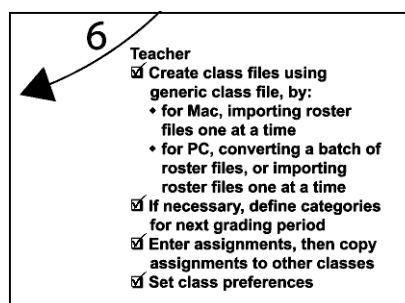 6
Teacher
☑ Create class files using
generic class file, by:
◆ for Mac, importing roster
files one at a time
◆ for PC, converting a batch of
roster files, or importing
roster files one at a time
☑ If necessary, define categories
for next grading period
☑ Enter assignments, then copy
assignments to other classes
☑ Set class preferences